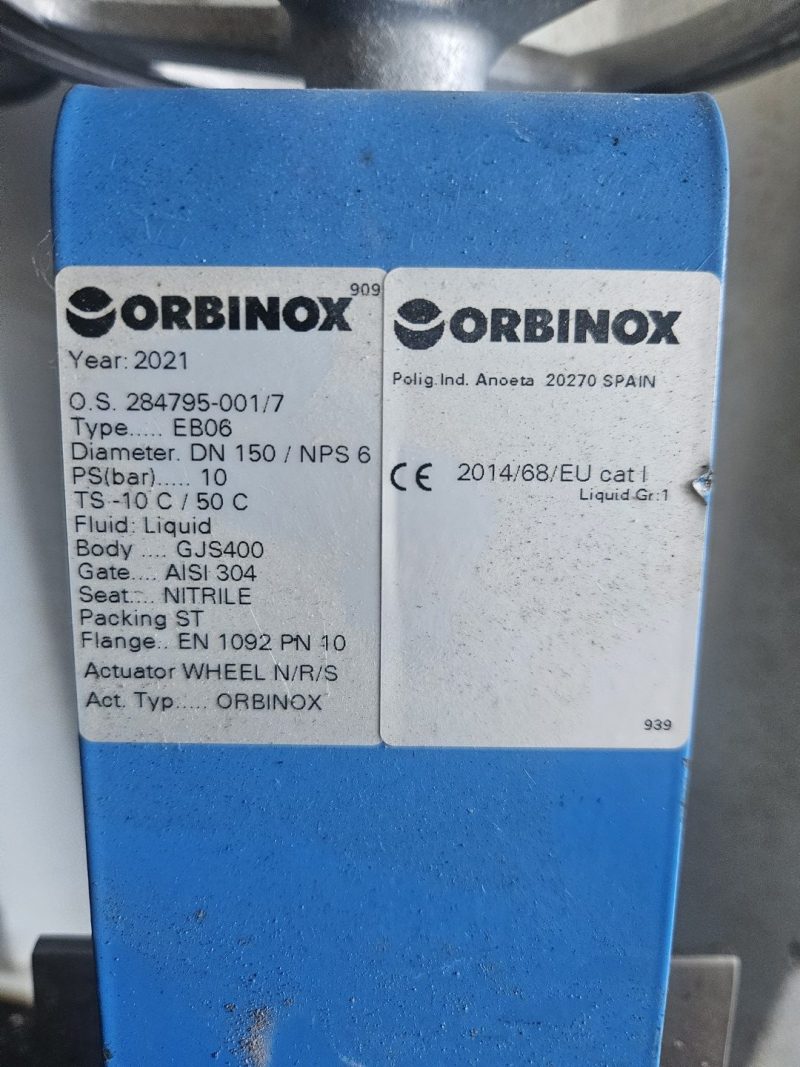 909
ORBINOX
Year: 2021
O.S. 284795-001/7
Type..... EB06
Diameter. DN 150 / NPS 6
PS(bar)..... 10
TS -10 C / 50 C
Fluid: Liquid
Body .... GJS400
Gate.... AISI 304
Seat.... NITRILE
Packing ST
Flange.. EN 1092 PN 10
Actuator WHEEL N/R/S
Act. Typ..... ORBINOX
ORBINOX
Polig.Ind. Anoeta 20270 SPAIN
CE 2014/68/EU cat I
Liquid Gr:1
939